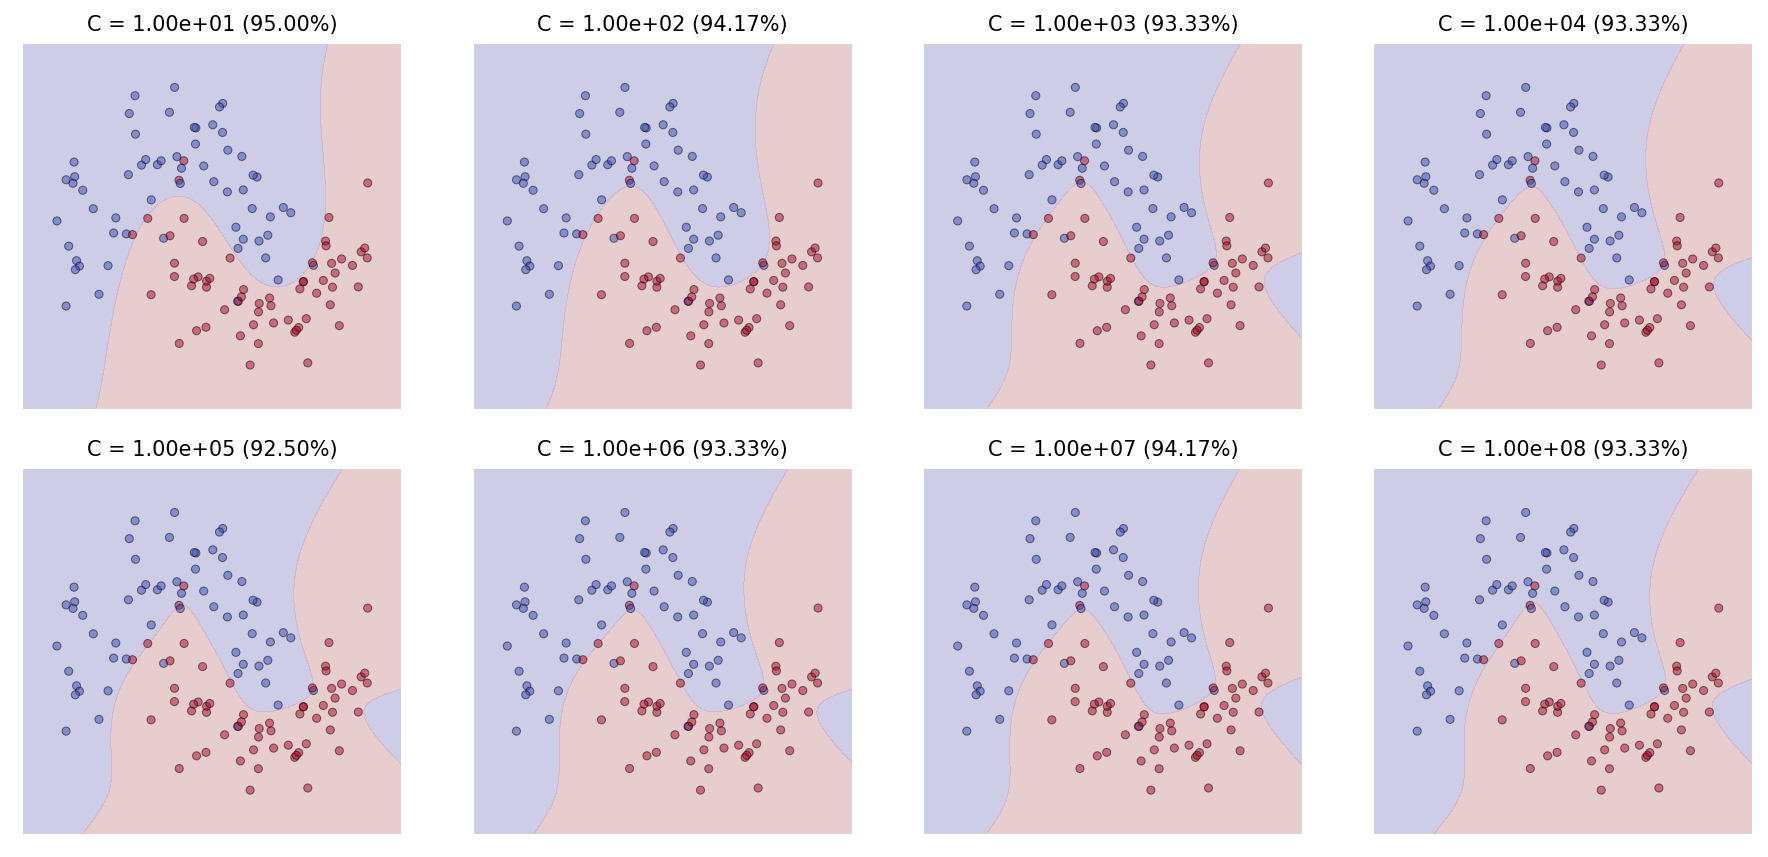 C = 1.00e+01 (95.00%)
C = 1.00e+02 (94.17%)
C = 1.00e+03 (93.33%)
C = 1.00e+04 (93.33%)
C = 1.00e+05 (92.50%)
C = 1.00e+06 (93.33%)
C = 1.00e+07 (94.17%)
C = 1.00e+08 (93.33%)